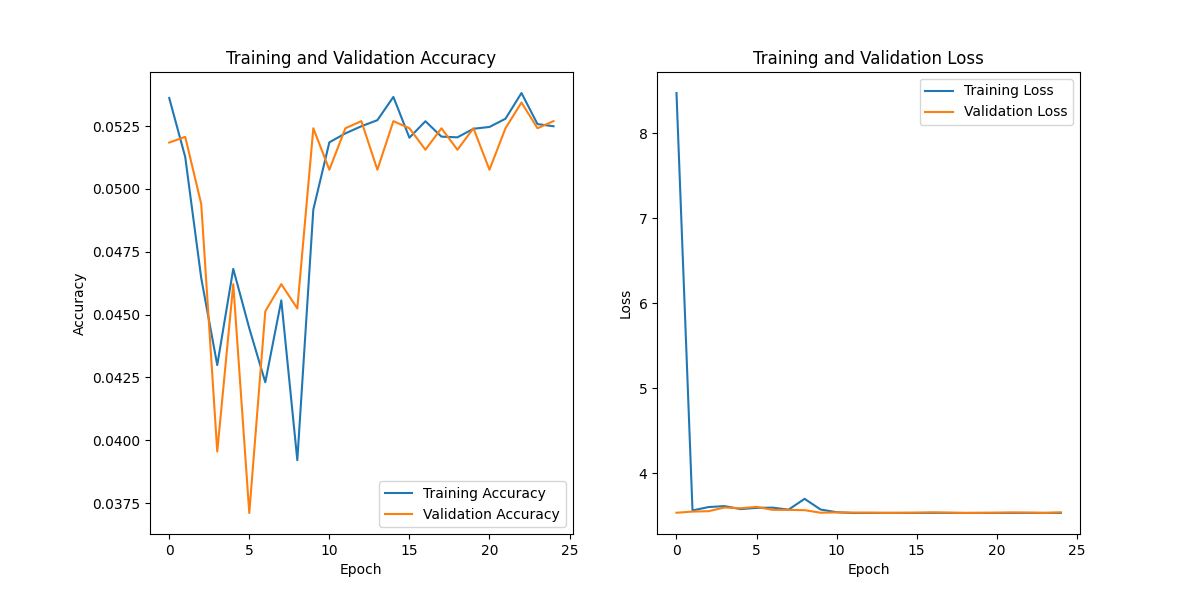 Training and Validation Accuracy
Accuracy
0.0525
0.0500
0.0475
0.0450
0.0425
0.0400
0.0375
Training Accuracy
Validation Accuracy
0 5 10 15 20 25
Epoch
Training and Validation Loss
Loss
8
7
6
5
4
Training Loss
Validation Loss
0 5 10 15 20 25
Epoch